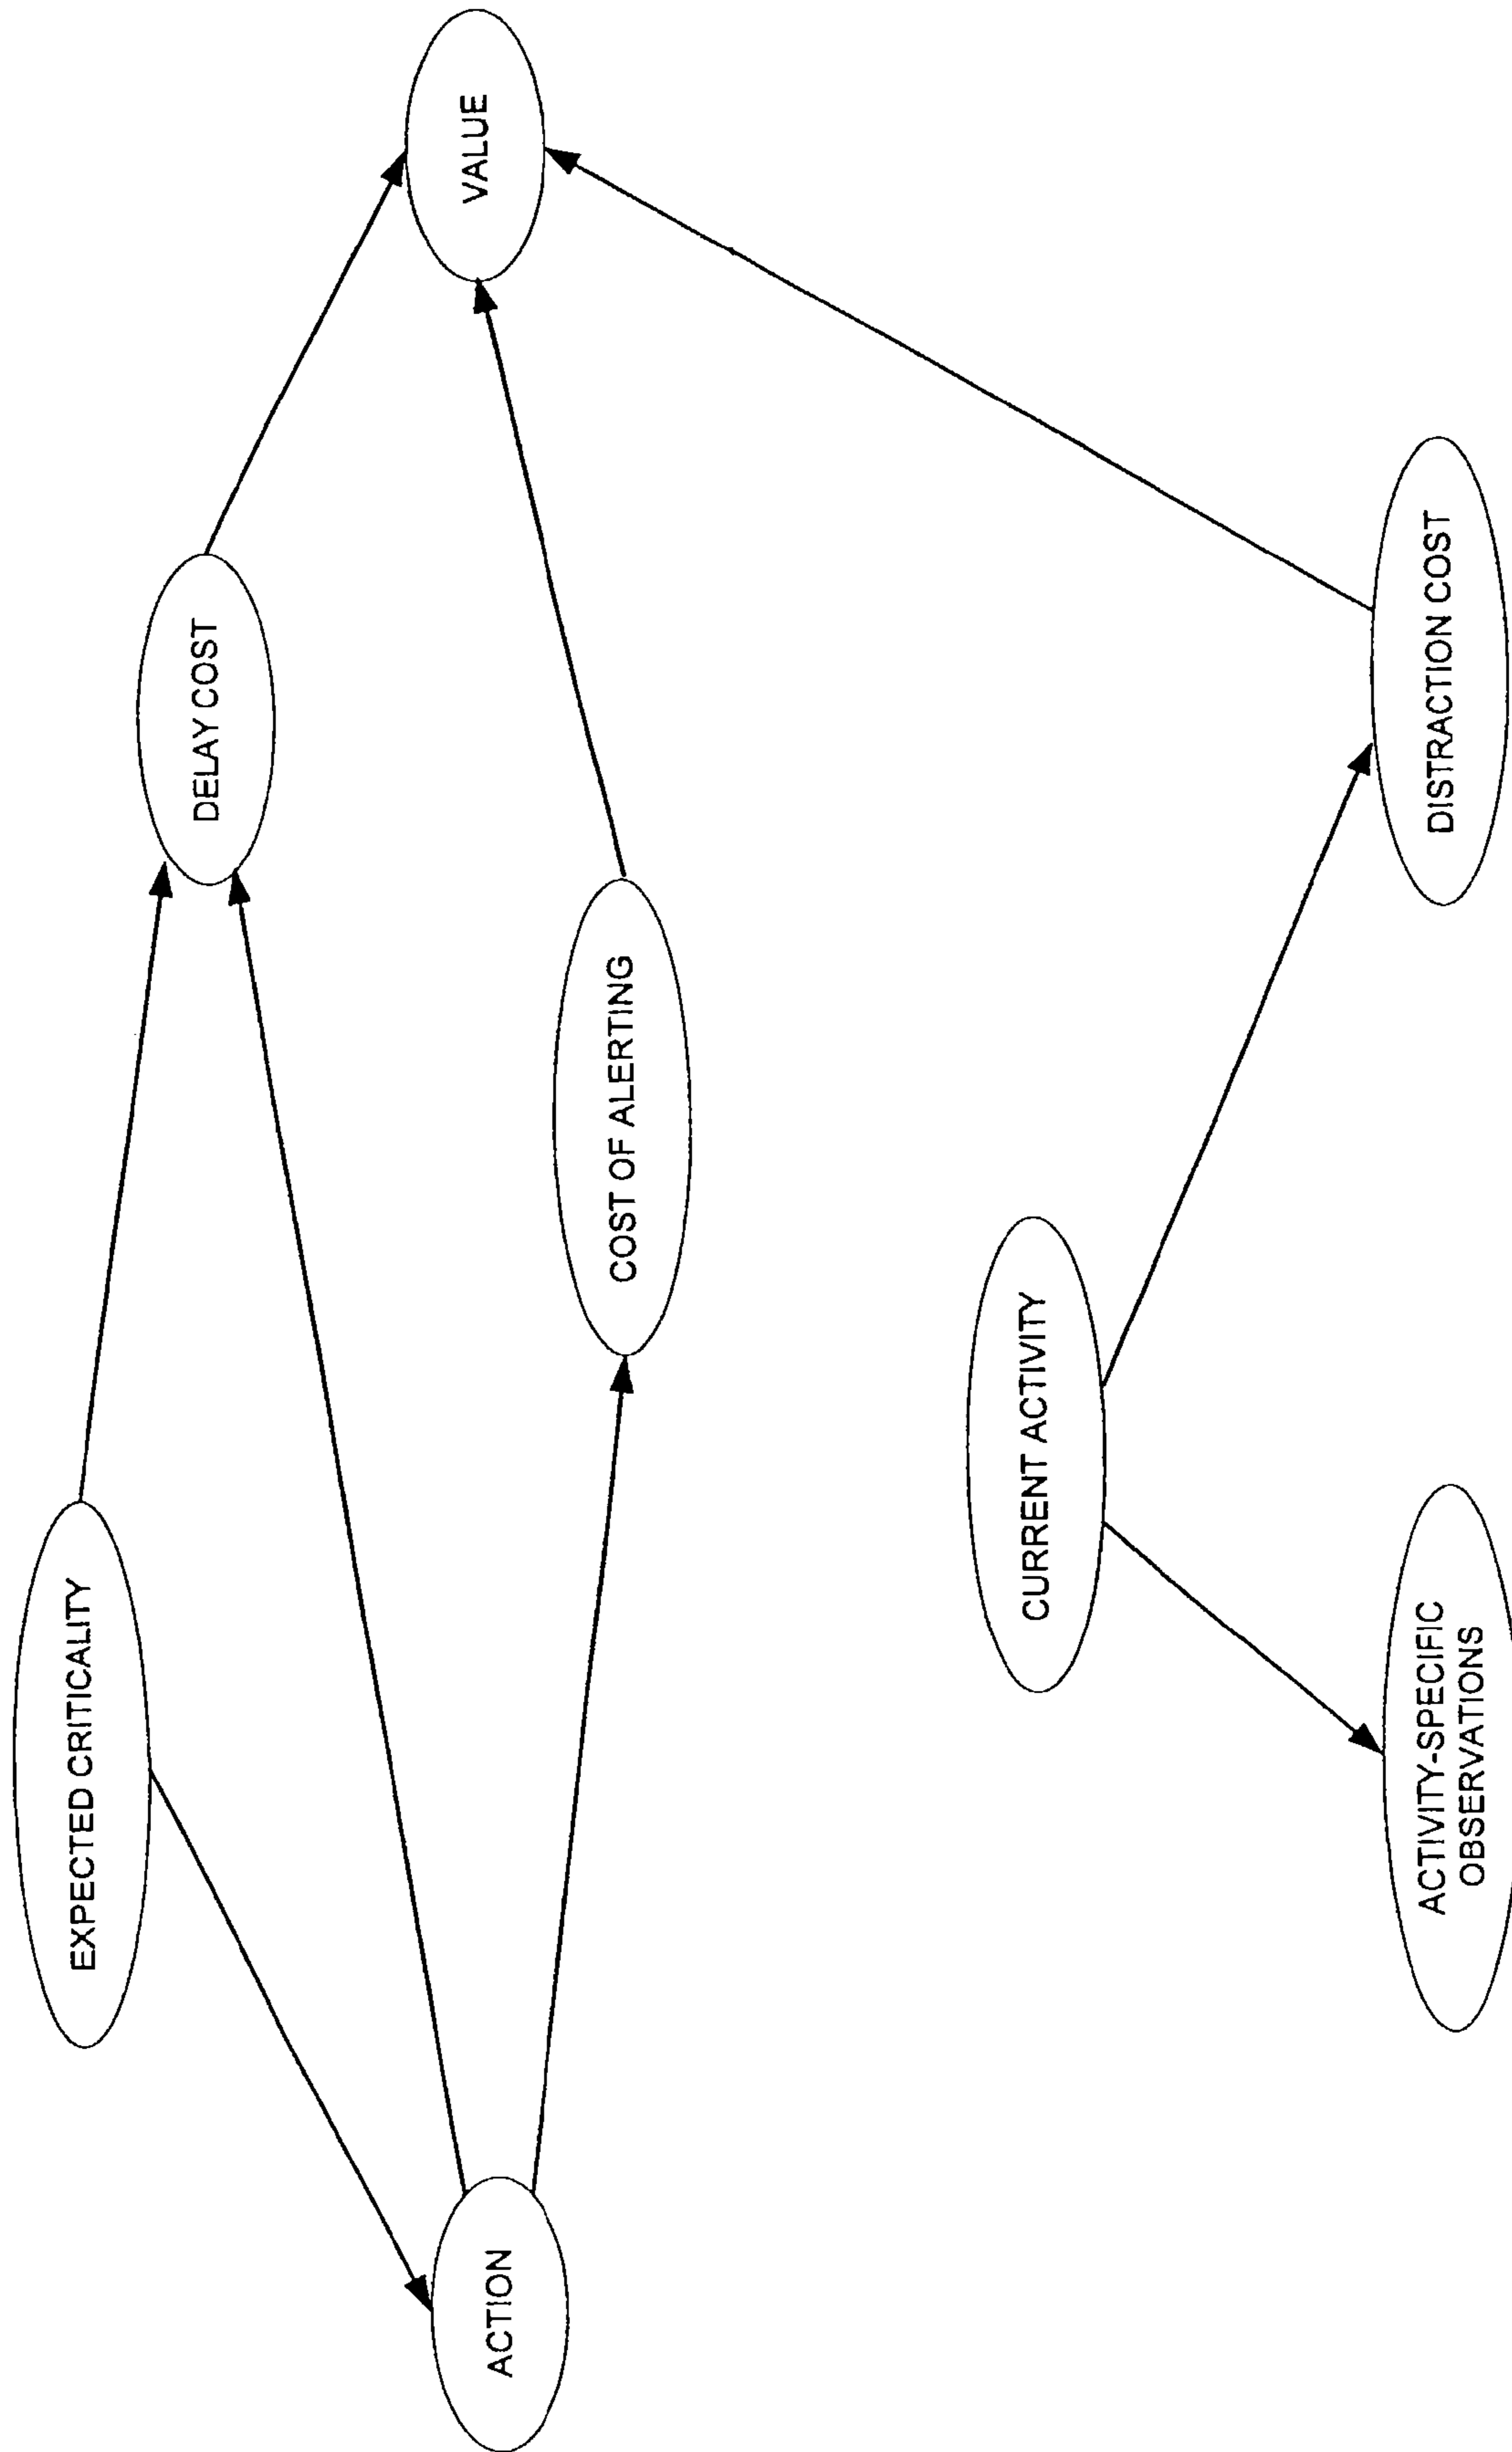 EXPECTED CRITICALITY
DELAY COST
ACTION
VALUE
COST OF ALERTING
CURRENT ACTIVITY
ACTIVITY-SPECIFIC
OBSERVATIONS
DISTRACTION COST